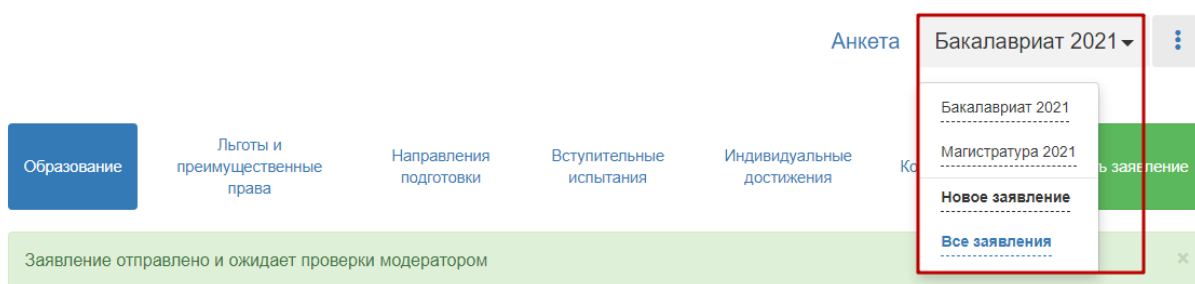 Анкета
Бакалавриат 2021
Бакалавриат 2021
Магистратура 2021
Новое заявление
Все заявления
Образование
Льготы и
преимущественные
права
Направления
подготовки
Вступительные
испытания
Индивидуальные
достижения
заявление
Заявление отправлено и ожидает проверки модератором